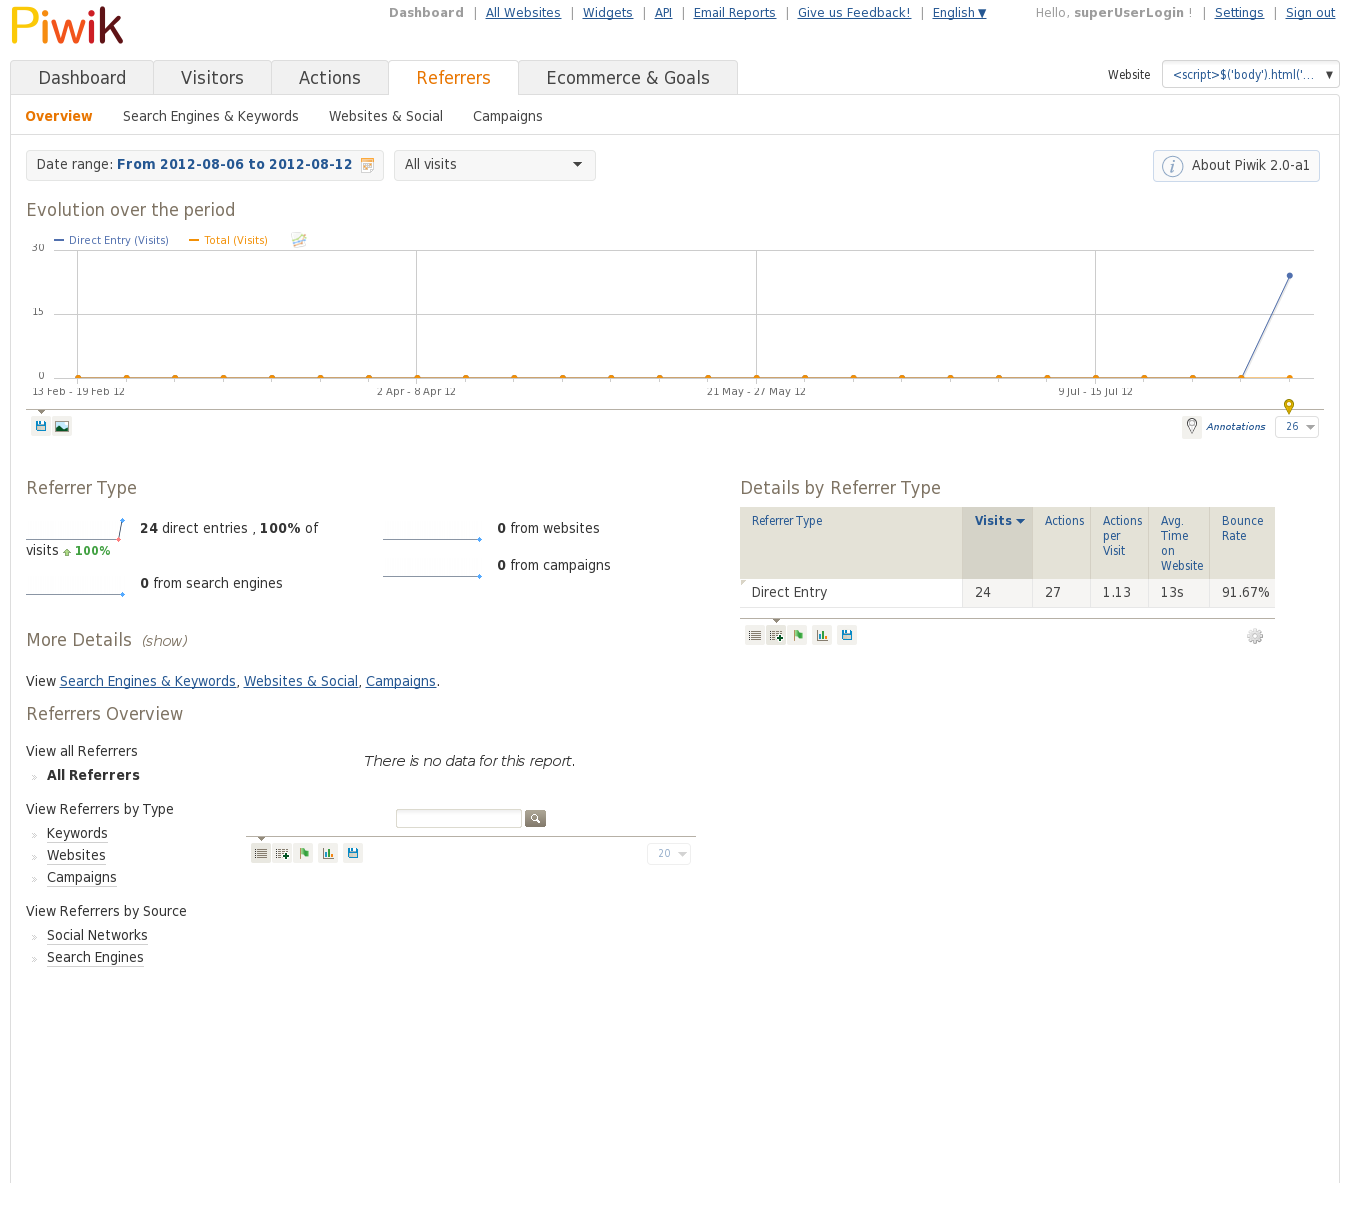 Piwik
Dashboard | All Websites | Widgets | API | Email Reports | Give us Feedback! | English ▼
Hello, superUserLogin ! | Settings | Sign out
Dashboard Visitors Actions Referrers Ecommerce & Goals
Website <script>$('body').html('... ▼
Overview Search Engines & Keywords Websites & Social Campaigns
Date range: From 2012-08-06 to 2012-08-12
All visits
About Piwik 2.0-a1
Evolution over the period
Direct Entry (Visits) Total (Visits)
30
15
0
13 Feb - 19 Feb 12 2 Apr - 8 Apr 12 21 May - 27 May 12 9 Jul - 15 Jul 12
Annotations 26
Referrer Type
24 direct entries , 100% of
visits 100%
0 from search engines
0 from websites
0 from campaigns
Details by Referrer Type
Referrer Type Visits Actions Actions per Visit Avg. Time on Website Bounce Rate
Direct Entry 24 27 1.13 13s 91.67%
More Details (show)
View Search Engines & Keywords, Websites & Social, Campaigns.
Referrers Overview
View all Referrers
» All Referrers
View Referrers by Type
» Keywords
» Websites
» Campaigns
View Referrers by Source
» Social Networks
» Search Engines
There is no data for this report.
20